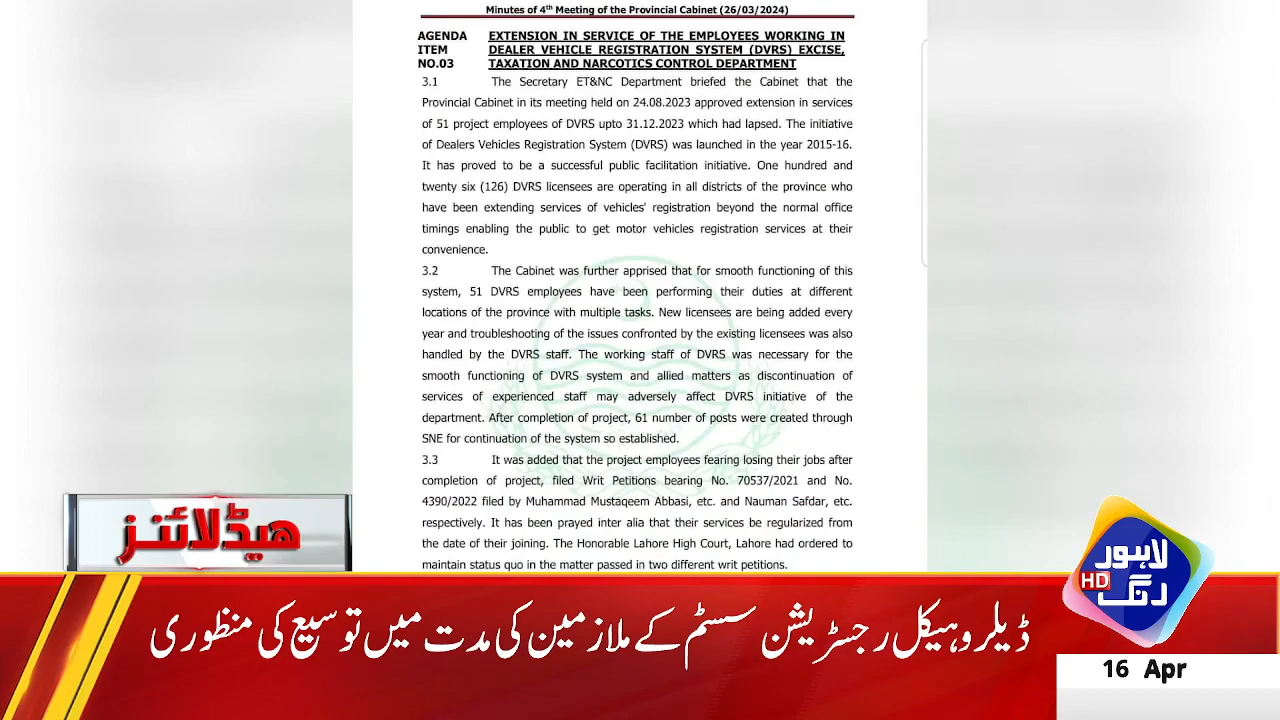 Minutes of 4th Meeting of the Provincial Cabinet (26/03/2024)
AGENDA ITEM NO.03
EXTENSION IN SERVICE OF THE EMPLOYEES WORKING IN
DEALER VEHICLE REGISTRATION SYSTEM (DVRS) EXCISE,
TAXATION AND NARCOTICS CONTROL DEPARTMENT
3.1 The Secretary ET&NC Department briefed the Cabinet that the
Provincial Cabinet in its meeting held on 24.08.2023 approved extension in services
of 51 project employees of DVRS upto 31.12.2023 which had lapsed. The initiative
of Dealers Vehicles Registration System (DVRS) was launched in the year 2015-16.
It has proved to be a successful public facilitation initiative. One hundred and
twenty six (126) DVRS licensees are operating in all districts of the province who
have been extending services of vehicles' registration beyond the normal office
timings enabling the public to get motor vehicles registration services at their
convenience.
3.2 The Cabinet was further apprised that for smooth functioning of this
system, 51 DVRS employees have been performing their duties at different
locations of the province with multiple tasks. New licensees are being added every
year and troubleshooting of the issues confronted by the existing licensees was also
handled by the DVRS staff. The working staff of DVRS was necessary for the
smooth functioning of DVRS system and allied matters as discontinuation of
services of experienced staff may adversely affect DVRS initiative of the
department. After completion of project, 61 number of posts were created through
SNE for continuation of the system so established.
3.3 It was added that the project employees fearing losing their jobs after
completion of project, filed Writ Petitions bearing No. 70537/2021 and No.
4390/2022 filed by Muhammad Mustaqeem Abbasi, etc. and Nauman Safdar, etc.
respectively. It has been prayed inter alia that their services be regularized from
the date of their joining. The Honorable Lahore High Court, Lahore had ordered to
maintain status quo in the matter passed in two different writ petitions.
ہیڈلائنز
لاہور
رنگ
HD
ڈیلر وہیکل رجسٹریشن سسٹم کے ملازمین کی مدت میں توسیع کی منظوری
16 Apr